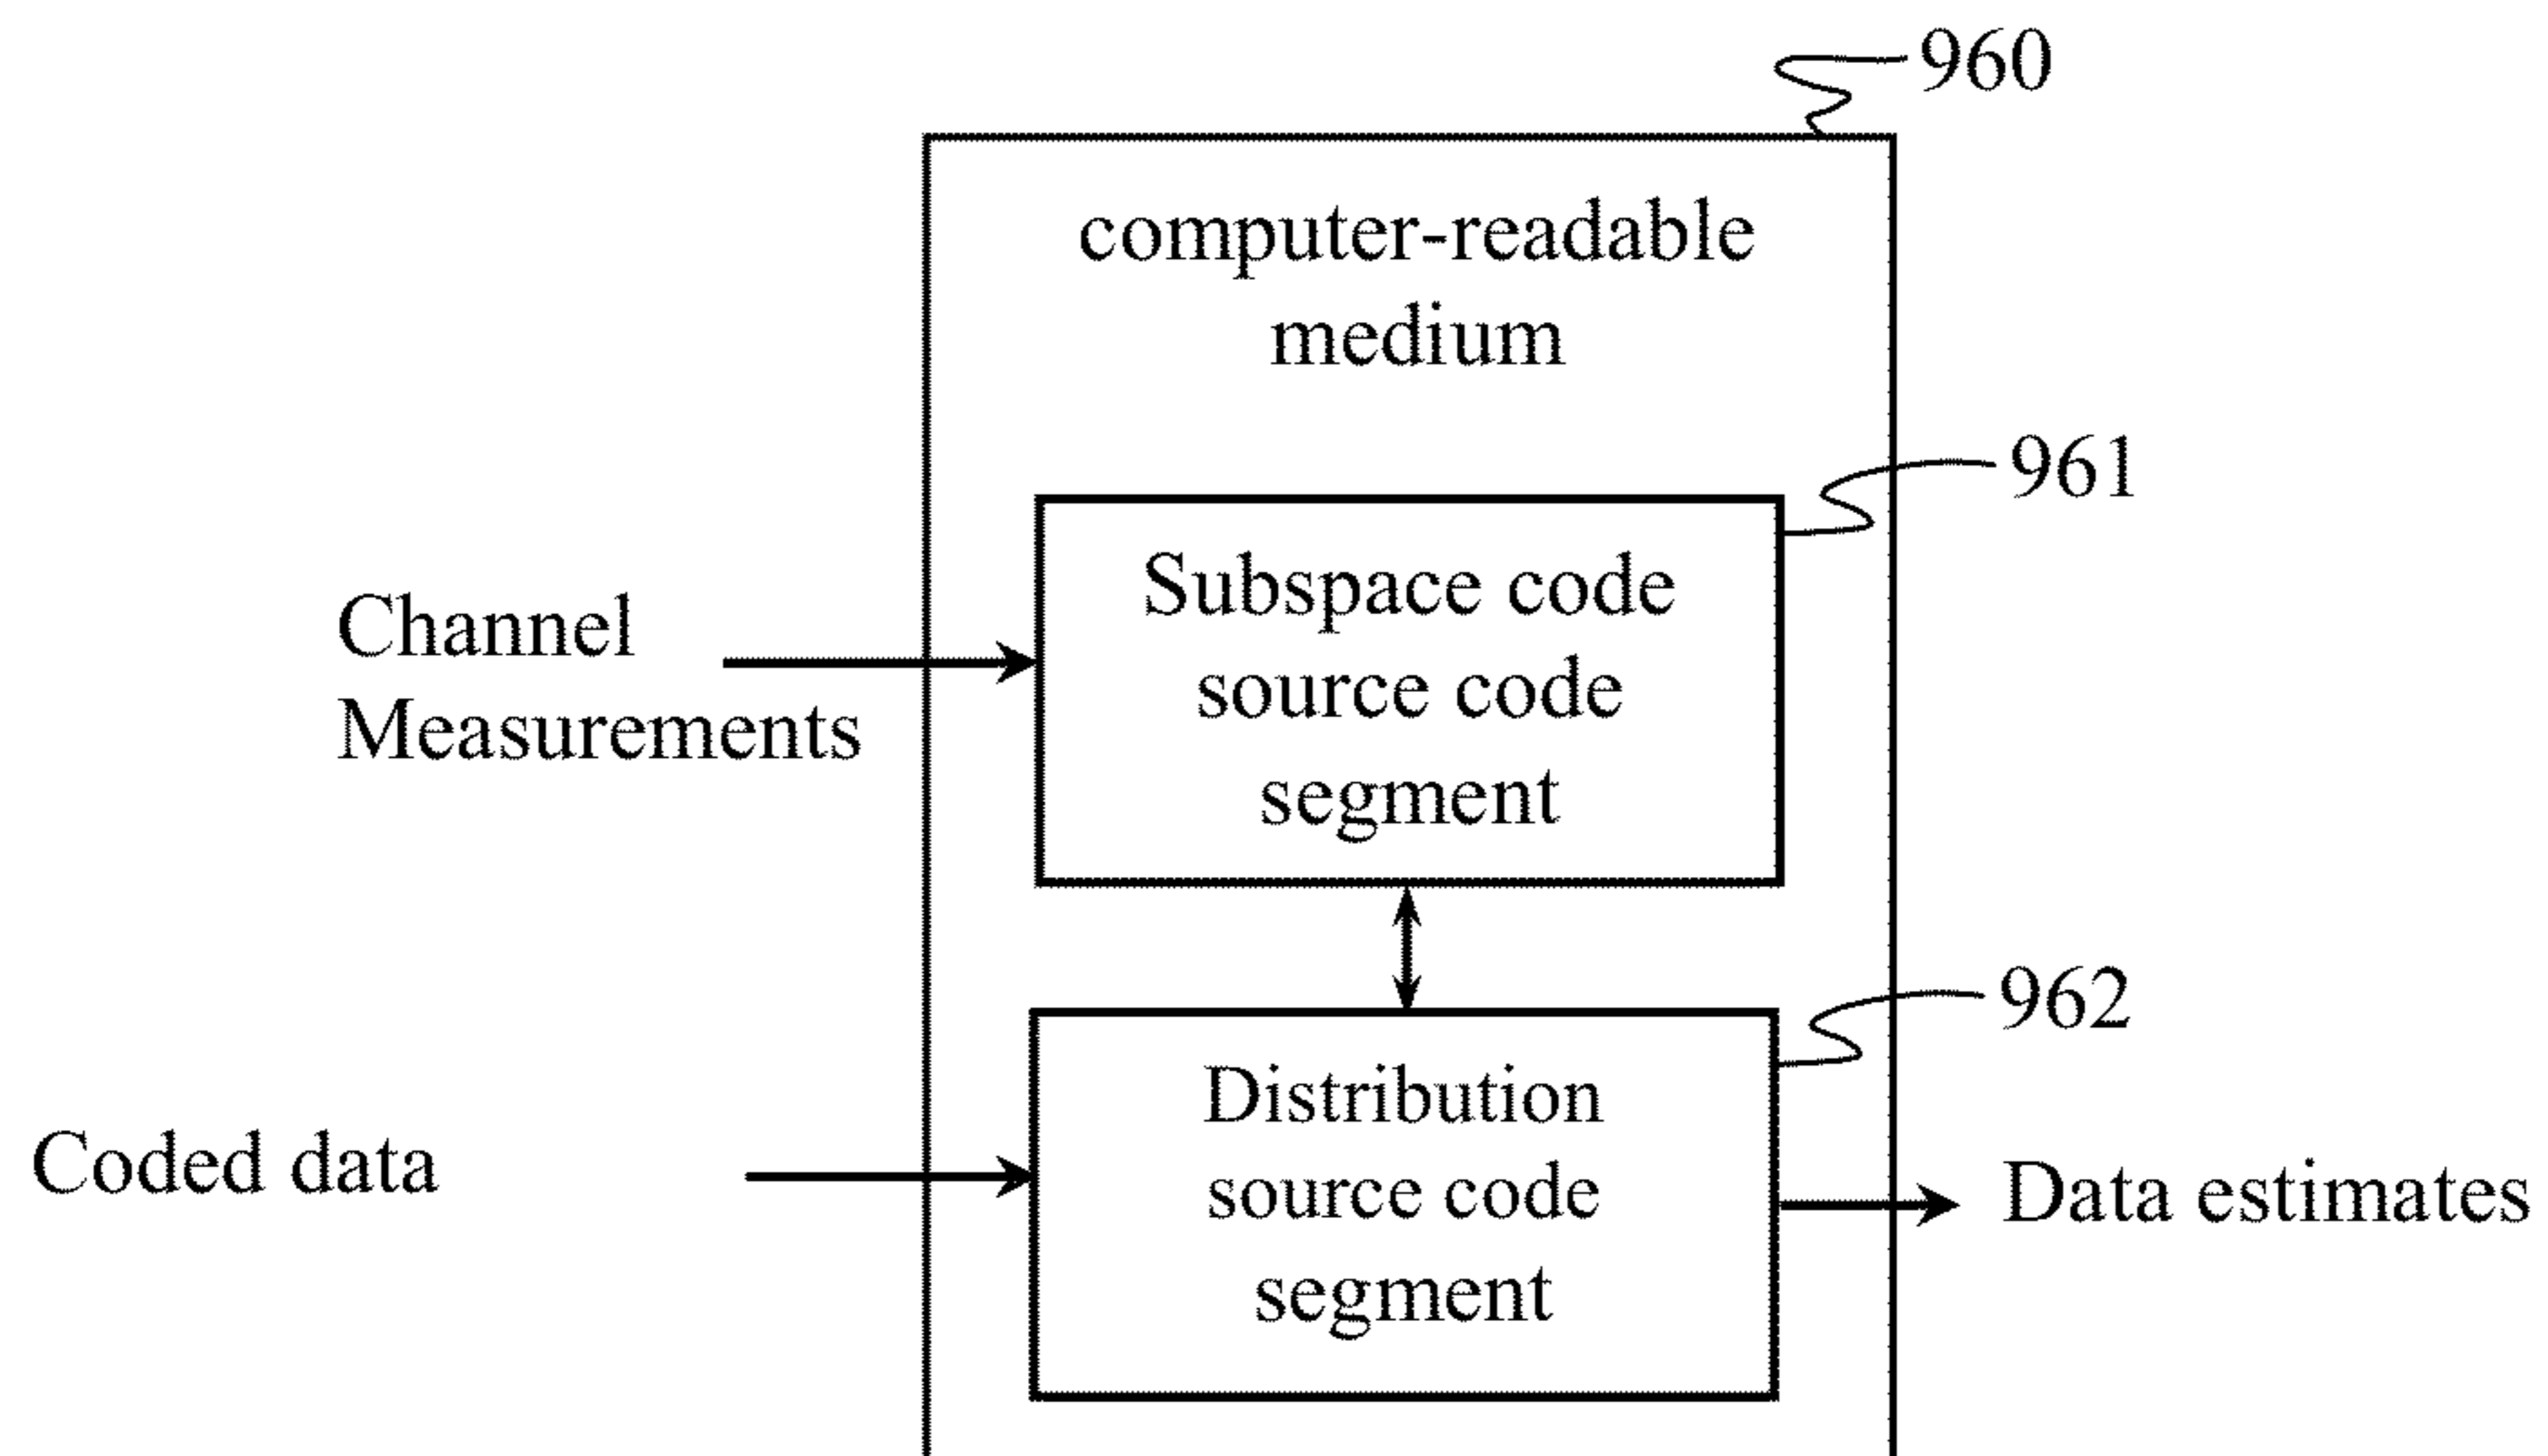 960
computer-readable
medium
961
Subspace code
source code
segment
Channel
Measurements
962
Distribution
source code
segment
Coded data
Data estimates